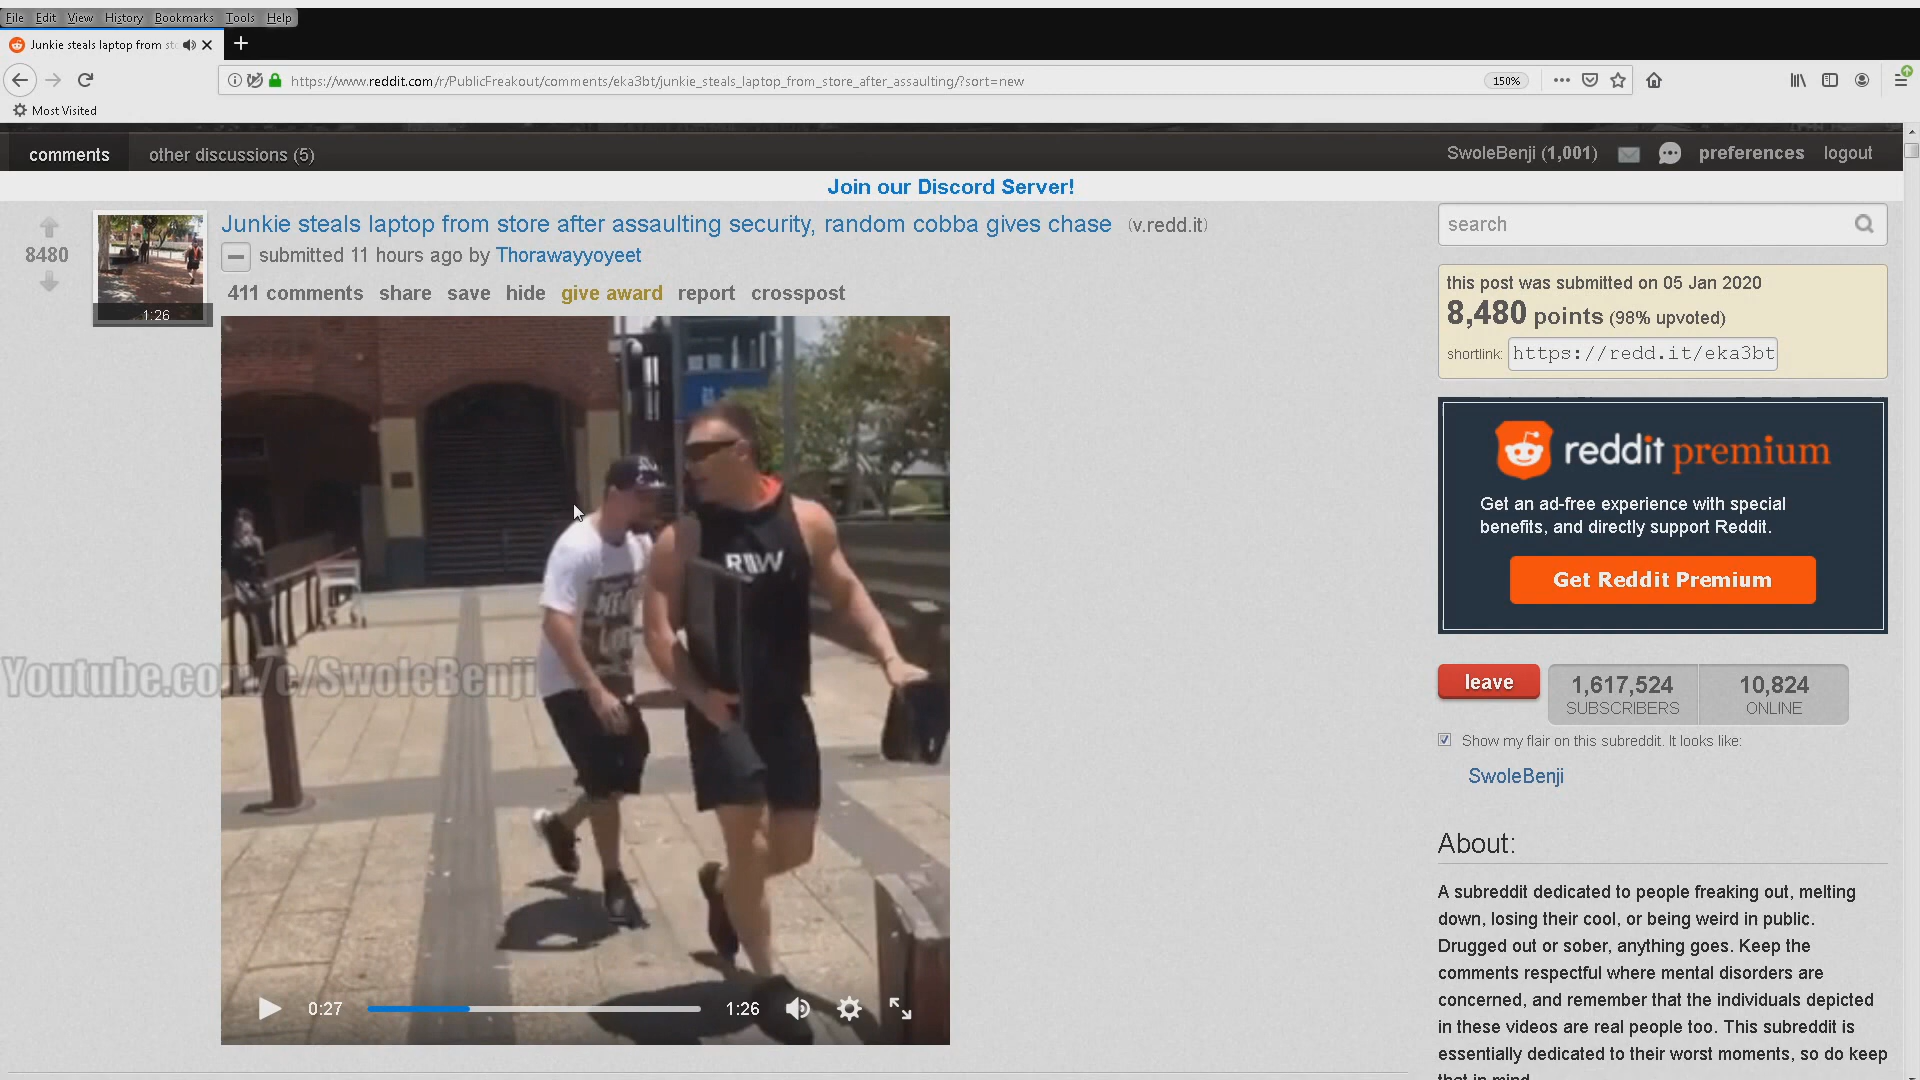 File Edit View History Bookmarks Tools Help
Junkie steals laptop from sto
https://www.reddit.com/r/PublicFreakout/comments/eka3bt/junkie_steals_laptop_from_store_after_assaulting/?sort=new
150%
Most Visited
comments other discussions (5)
SwoleBenji (1,001) preferences logout
Join our Discord Server!
Junkie steals laptop from store after assaulting security, random cobba gives chase (v.redd.it)
8480
submitted 11 hours ago by Thorawayyoyeet
411 comments share save hide give award report crosspost
1:26
search
this post was submitted on 05 Jan 2020
8,480 points (98% upvoted)
shortlink: https://redd.it/eka3bt
reddit premium
Get an ad-free experience with special
benefits, and directly support Reddit.
Get Reddit Premium
RIIW
Youtube.com/c/SwoleBenji
leave
1,617,524
SUBSCRIBERS
10,824
ONLINE
Show my flair on this subreddit. It looks like:
SwoleBenji
About:
A subreddit dedicated to people freaking out, melting
down, losing their cool, or being weird in public.
Drugged out or sober, anything goes. Keep the
comments respectful where mental disorders are
concerned, and remember that the individuals depicted
in these videos are real people too. This subreddit is
essentially dedicated to their worst moments, so do keep
that in mind.
0:27 1:26